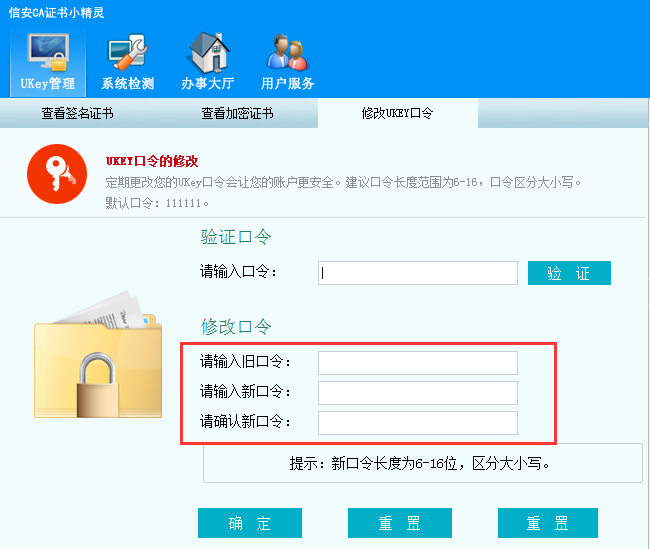 信安CA证书小精灵
UKey管理 系统检测 办事大厅 用户服务
查看签名证书 查看加密证书 修改UKEY口令
UKEY口令的修改
定期更改您的UKey口令会让您的账户更安全。建议口令长度范围为6-16，口令区分大小写。
默认口令：111111。
验证口令
请输入口令： 验 证
修改口令
请输入旧口令：
请输入新口令：
请确认新口令：
提示：新口令长度为6-16位，区分大小写。
确 定 重 置 重 置